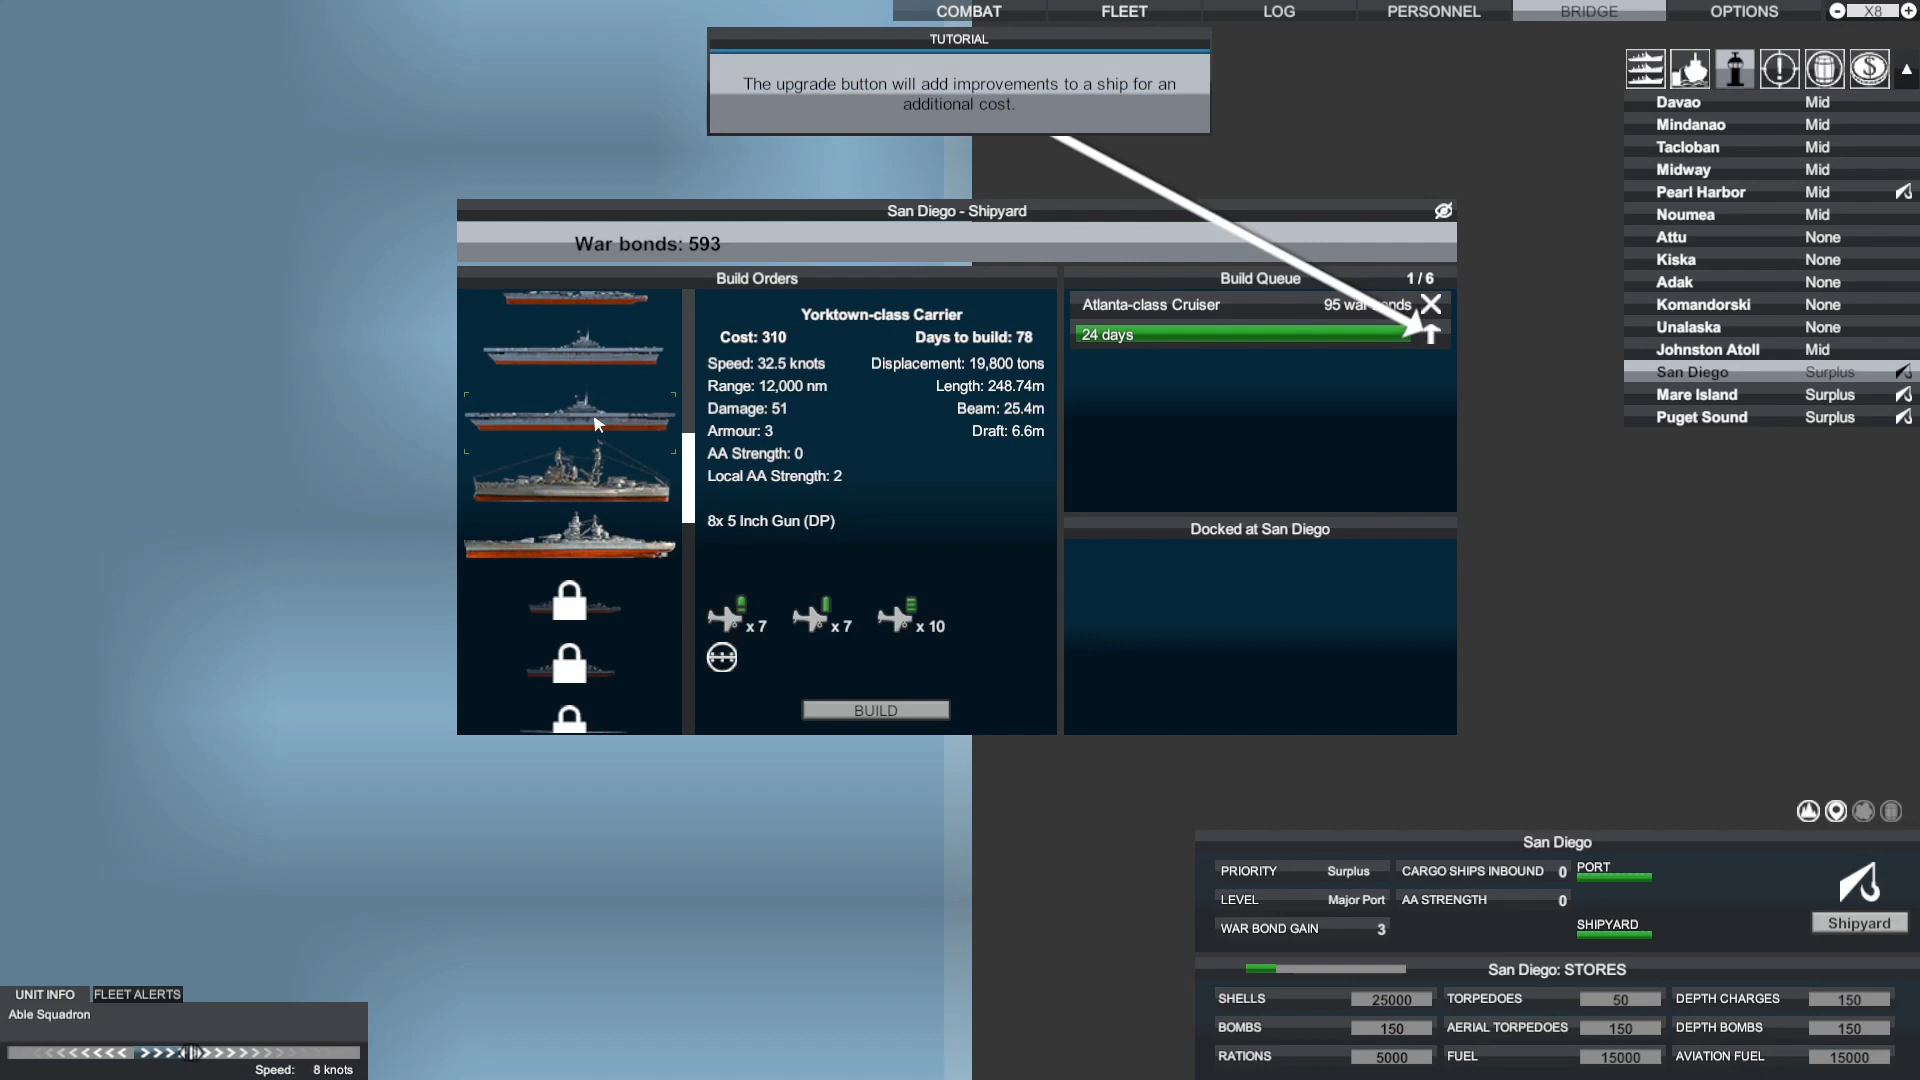 COMBAT FLEET LOG PERSONNEL BRIDGE OPTIONS X8
TUTORIAL
The upgrade button will add improvements to a ship for an
additional cost.
Davao Mid
Mindanao Mid
Tacloban Mid
Midway Mid
Pearl Harbor Mid
Noumea Mid
Attu None
Kiska None
Adak None
Komandorski None
Unalaska None
Johnston Atoll Mid
San Diego Surplus
Mare Island Surplus
Puget Sound Surplus
San Diego - Shipyard
War bonds: 593
Build Orders
Yorktown-class Carrier
Cost: 310 Days to build: 78
Speed: 32.5 knots Displacement: 19,800 tons
Range: 12,000 nm Length: 248.74m
Damage: 51 Beam: 25.4m
Armour: 3 Draft: 6.6m
AA Strength: 0
Local AA Strength: 2
8x 5 Inch Gun (DP)
x 7 x 7 x 10
BUILD
Build Queue 1 / 6
Atlanta-class Cruiser 95 war bonds
24 days
Docked at San Diego
San Diego
PRIORITY Surplus CARGO SHIPS INBOUND 0 PORT
LEVEL Major Port AA STRENGTH 0
WAR BOND GAIN 3 SHIPYARD
Shipyard
San Diego: STORES
SHELLS 25000 TORPEDOES 50 DEPTH CHARGES 150
BOMBS 150 AERIAL TORPEDOES 150 DEPTH BOMBS 150
RATIONS 5000 FUEL 15000 AVIATION FUEL 15000
UNIT INFO FLEET ALERTS
Able Squadron
Speed: 8 knots